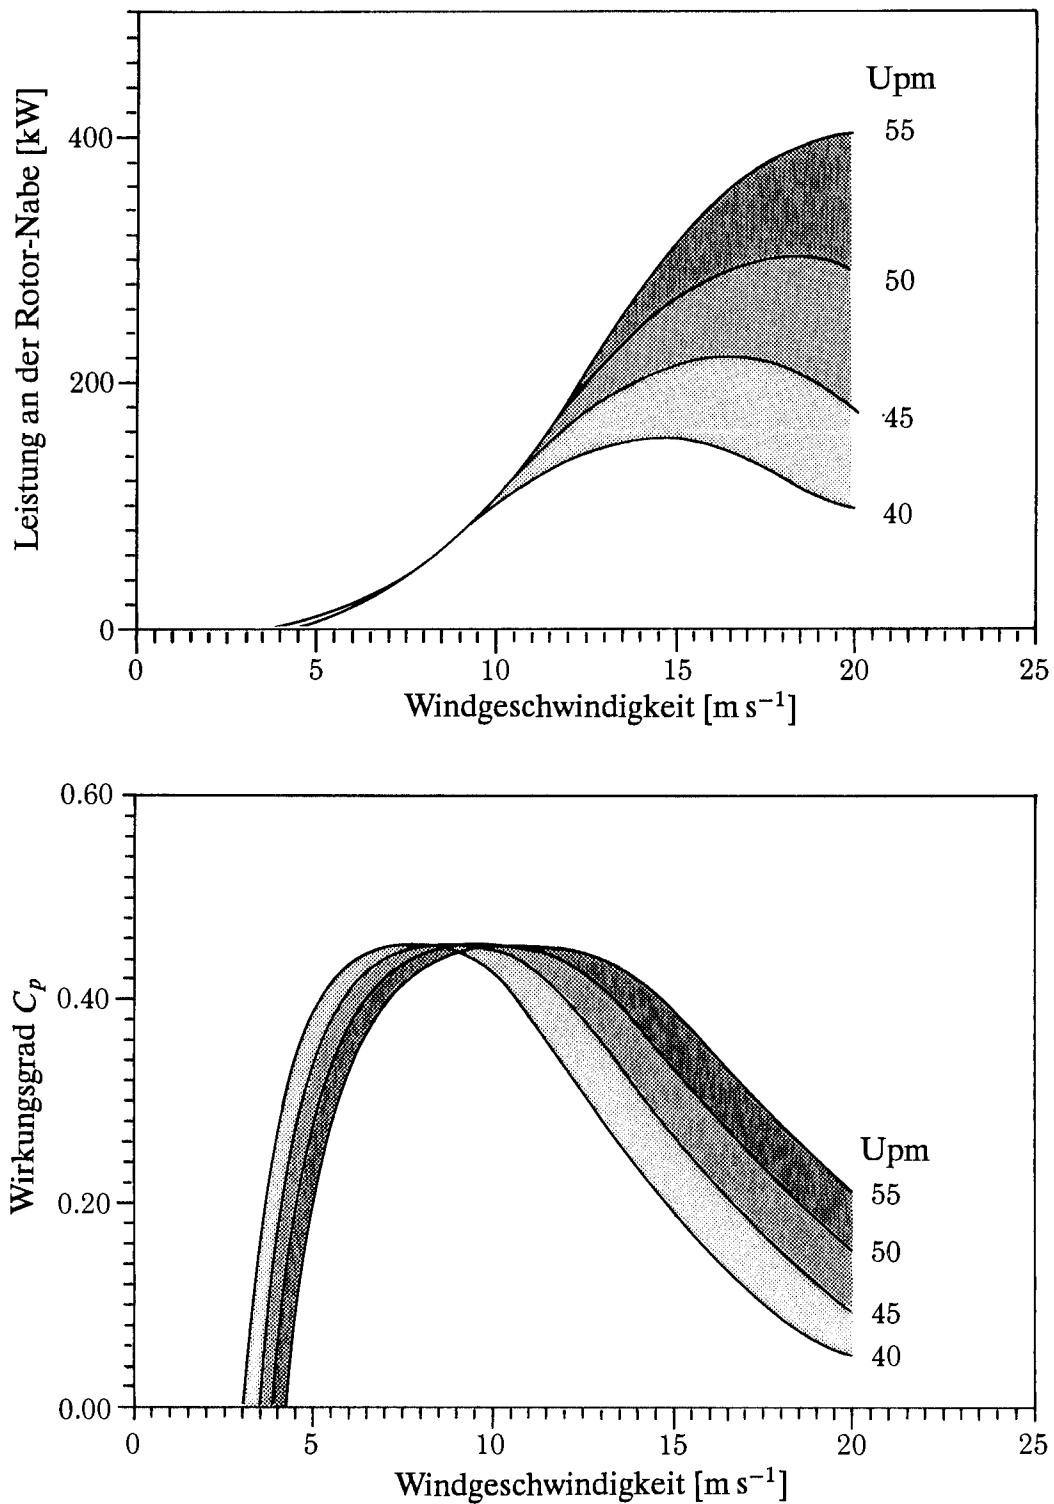 Leistung an der Rotor-Nabe [kW]
Upm
400
55
50
200
45
40
0
0 5 10 15 20 25
Windgeschwindigkeit [m s⁻¹]
0.60
Wirkungsgrad Cₚ
0.40
Upm
0.20
55
50
45
40
0.00
0 5 10 15 20 25
Windgeschwindigkeit [m s⁻¹]